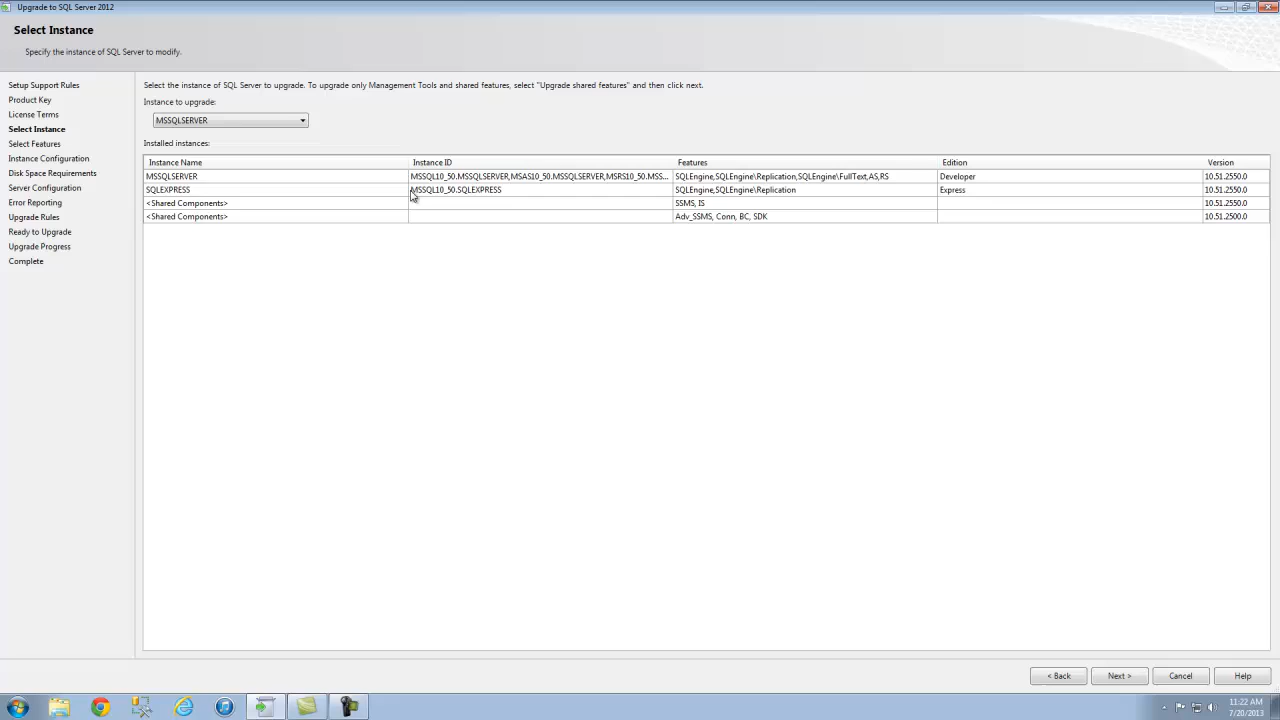 Upgrade to SQL Server 2012
Select Instance
Specify the instance of SQL Server to modify.
Setup Support Rules
Product Key
License Terms
Select Instance
Select Features
Instance Configuration
Disk Space Requirements
Server Configuration
Error Reporting
Upgrade Rules
Ready to Upgrade
Upgrade Progress
Complete
Select the instance of SQL Server to upgrade. To upgrade only Management Tools and shared features, select "Upgrade shared features" and then click next.
Instance to upgrade:
MSSQLSERVER
Installed instances:
Instance Name Instance ID Features Edition Version
MSSQLSERVER MSSQL10_50.MSSQLSERVER,MSAS10_50.MSSQLSERVER,MSRS10_50.MSS... SQLEngine,SQLEngine\Replication,SQLEngine\FullText,AS,RS Developer 10.51.2550.0
SQLEXPRESS MSSQL10_50.SQLEXPRESS SQLEngine,SQLEngine\Replication Express 10.51.2550.0
<Shared Components> SSMS, IS 10.51.2550.0
<Shared Components> Adv_SSMS, Conn, BC, SDK 10.51.2500.0
< Back Next > Cancel Help
11:22 AM
7/20/2013